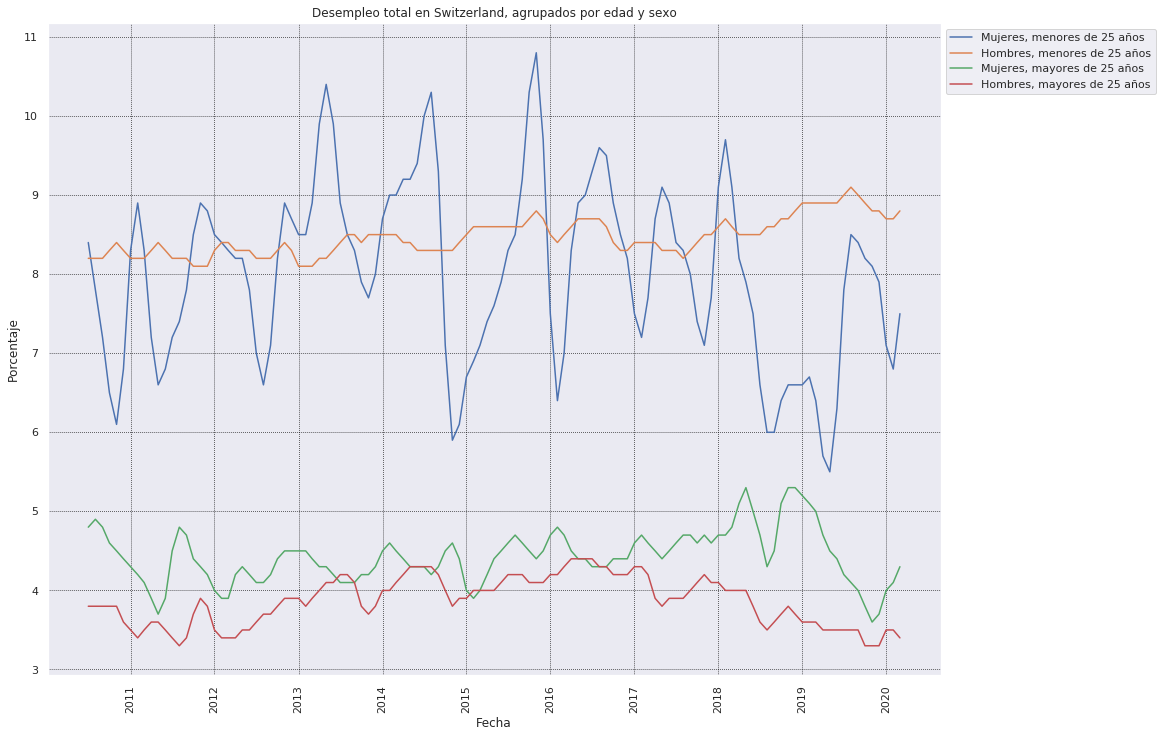 Desempleo total en Switzerland, agrupados por edad y sexo
Mujeres, menores de 25 años
Hombres, menores de 25 años
Mujeres, mayores de 25 años
Hombres, mayores de 25 años
Porcentaje
11
10
9
8
7
6
5
4
3
2011
2012
2013
2014
2015
2016
2017
2018
2019
2020
Fecha